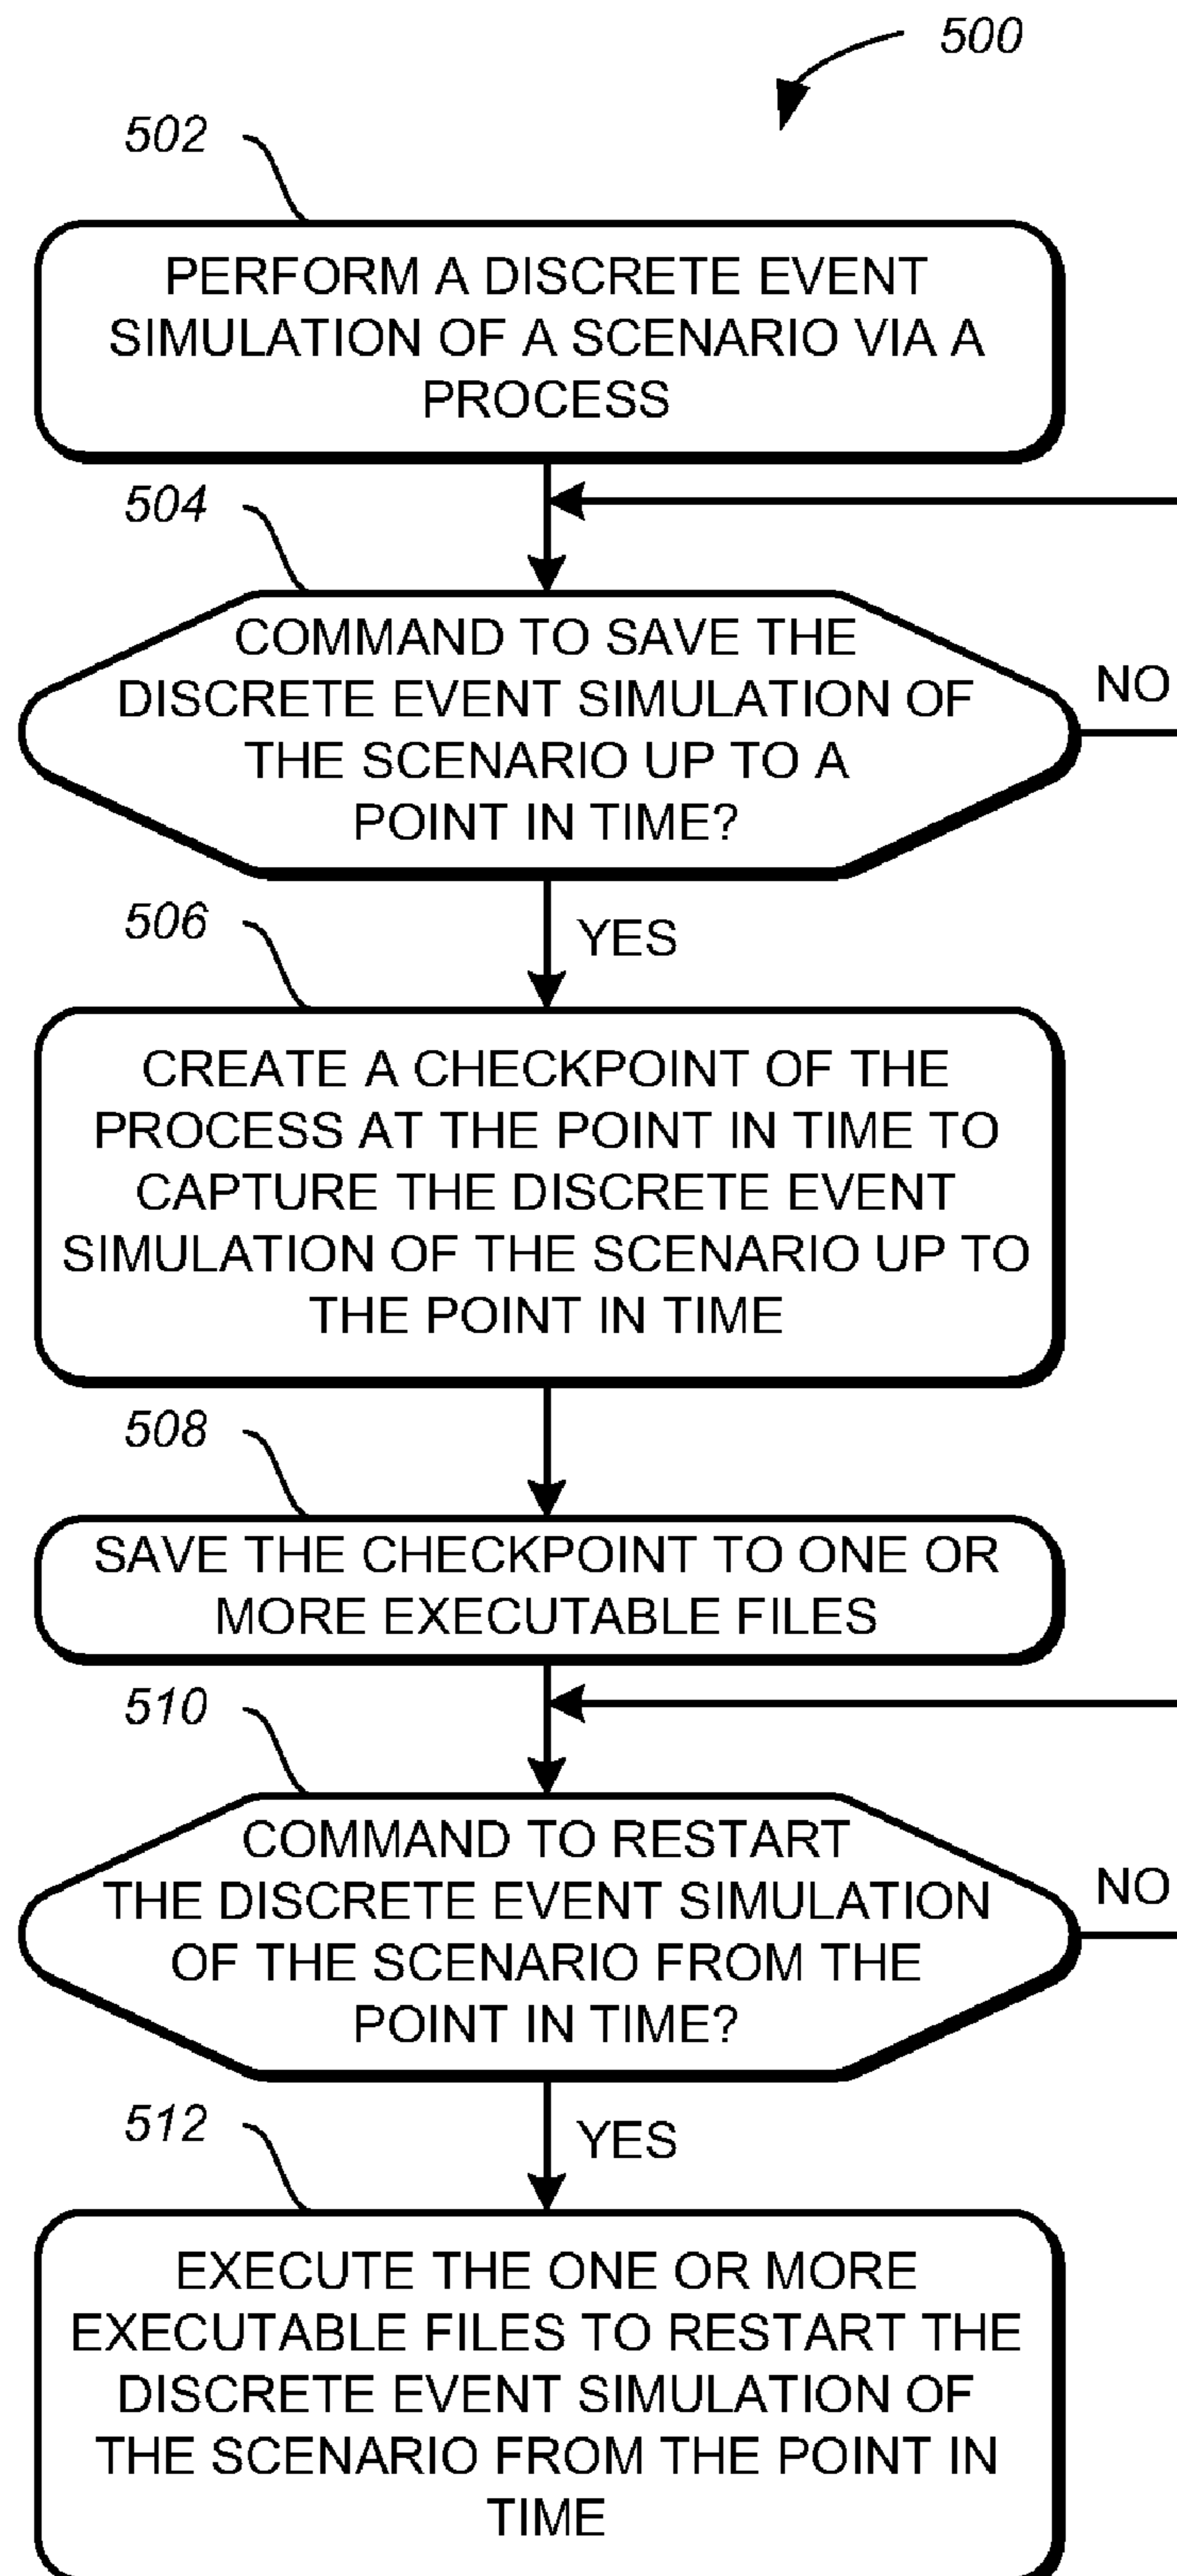 500
502
PERFORM A DISCRETE EVENT
SIMULATION OF A SCENARIO VIA A
PROCESS
504
COMMAND TO SAVE THE
DISCRETE EVENT SIMULATION OF
THE SCENARIO UP TO A
POINT IN TIME?
NO
YES
506
CREATE A CHECKPOINT OF THE
PROCESS AT THE POINT IN TIME TO
CAPTURE THE DISCRETE EVENT
SIMULATION OF THE SCENARIO UP TO
THE POINT IN TIME
508
SAVE THE CHECKPOINT TO ONE OR
MORE EXECUTABLE FILES
510
COMMAND TO RESTART
THE DISCRETE EVENT SIMULATION
OF THE SCENARIO FROM THE
POINT IN TIME?
NO
YES
512
EXECUTE THE ONE OR MORE
EXECUTABLE FILES TO RESTART THE
DISCRETE EVENT SIMULATION OF
THE SCENARIO FROM THE POINT IN
TIME